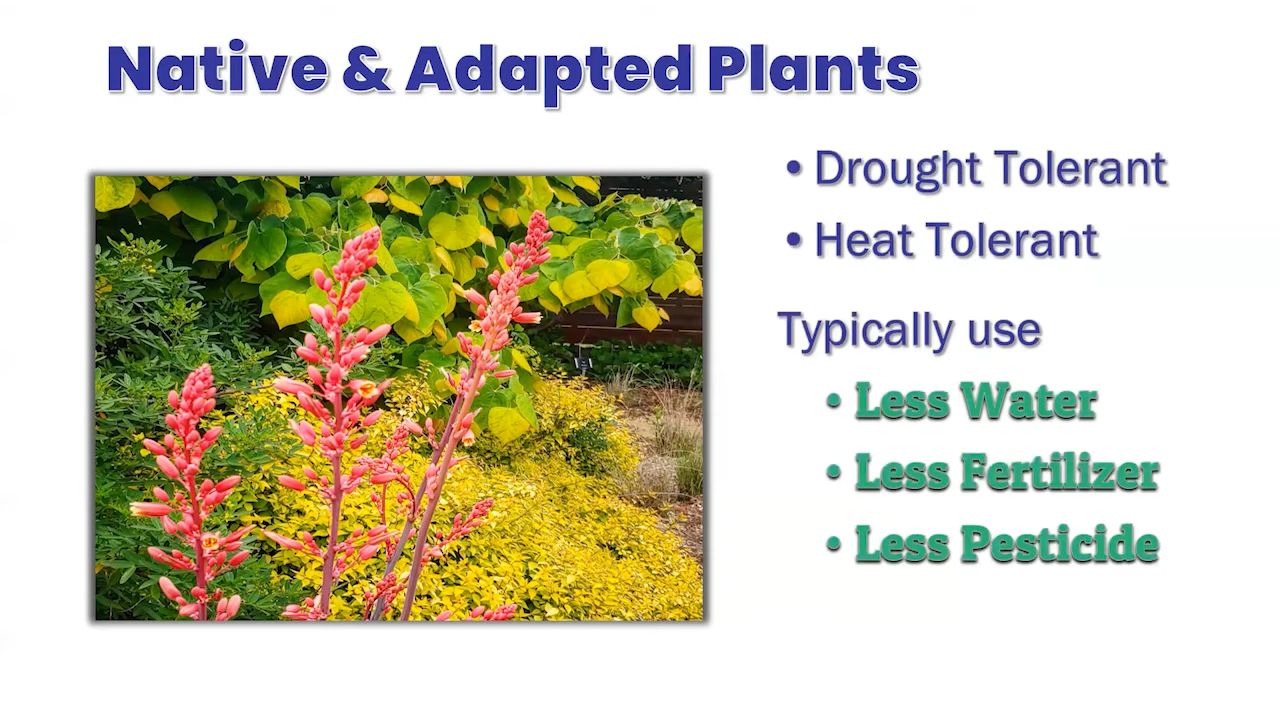 Native & Adapted Plants
• Drought Tolerant
• Heat Tolerant
Typically use
• Less Water
• Less Fertilizer
• Less Pesticide